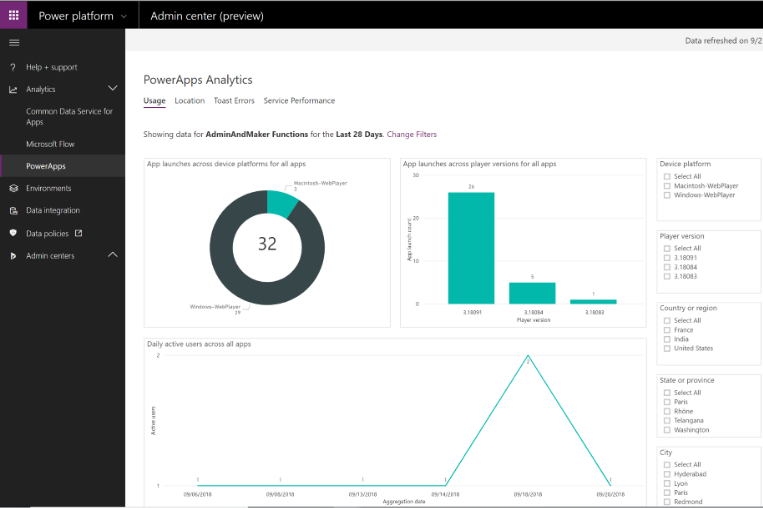 Power platform
Admin center (preview)
Data refreshed on 9/2
Help + support
Analytics
Common Data Service for
Apps
Microsoft Flow
PowerApps
Environments
Data integration
Data policies
Admin centers
PowerApps Analytics
Usage Location Toast Errors Service Performance
Showing data for AdminAndMaker Functions for the Last 28 Days. Change Filters
App launches across device platforms for all apps
Macintosh-WebPlayer
3
32
Windows-WebPlayer
29
App launches across player versions for all apps
App launch count
30
20
10
0
26
5
1
3.18091 3.18084 3.18083
Player version
Daily active users across all apps
Active users
2
1
1 1 1 1 2 1
09/06/2018 09/08/2018 09/13/2018 09/14/2018 09/18/2018 09/20/2018
Aggregation data
Device platform
Select All
Macintosh-WebPlayer
Windows-WebPlayer
Player version
Select All
3.18091
3.18084
3.18083
Country or region
Select All
France
India
United States
State or province
Select All
Paris
Rhône
Telangana
Washington
City
Select All
Hyderabad
Lyon
Paris
Redmond